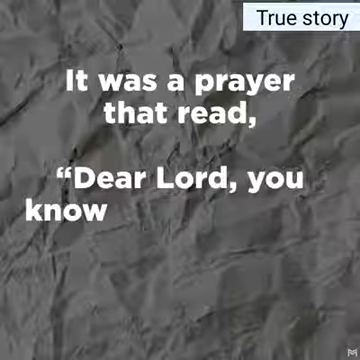 True story
It was a prayer
that read,
“Dear Lord, you
know